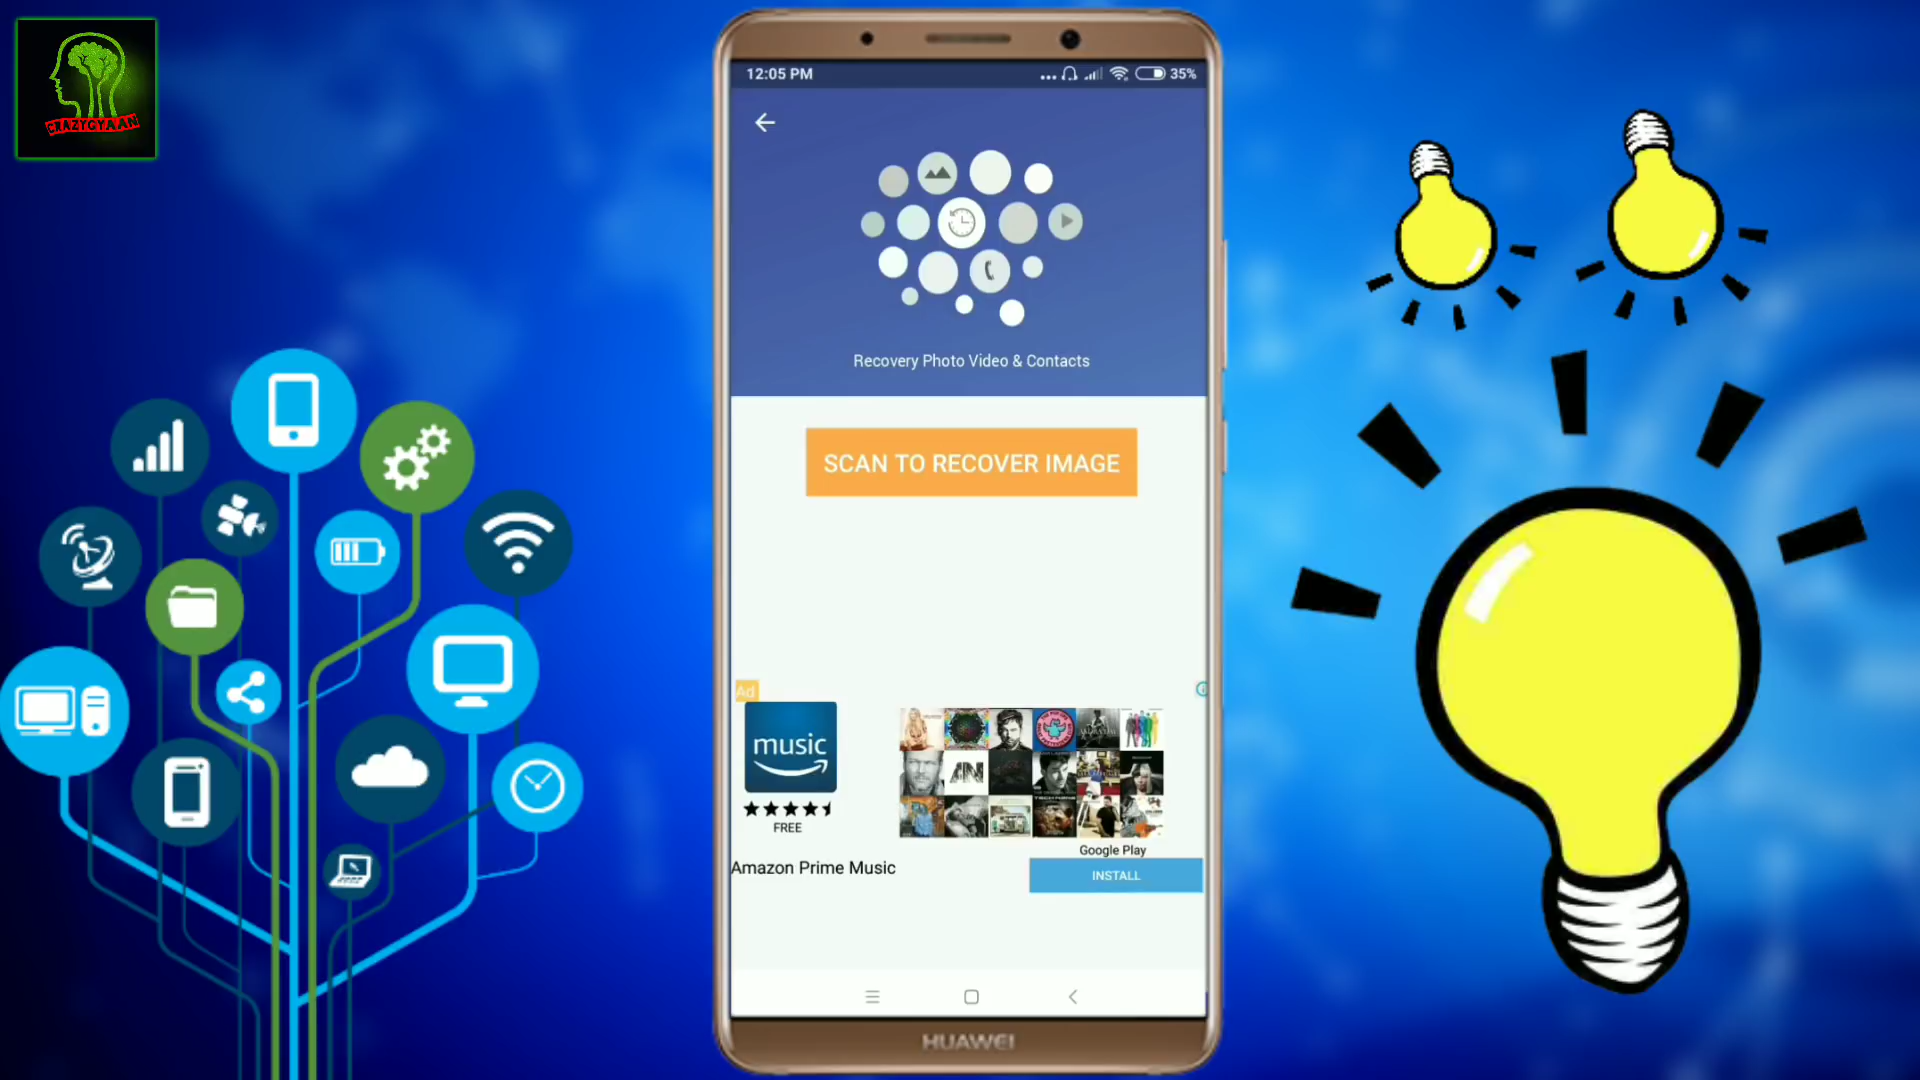 CRAZYGYAAN
12:05 PM
35%
Recovery Photo Video & Contacts
SCAN TO RECOVER IMAGE
Ad
music
FREE
Google Play
Amazon Prime Music
INSTALL
HUAWEI